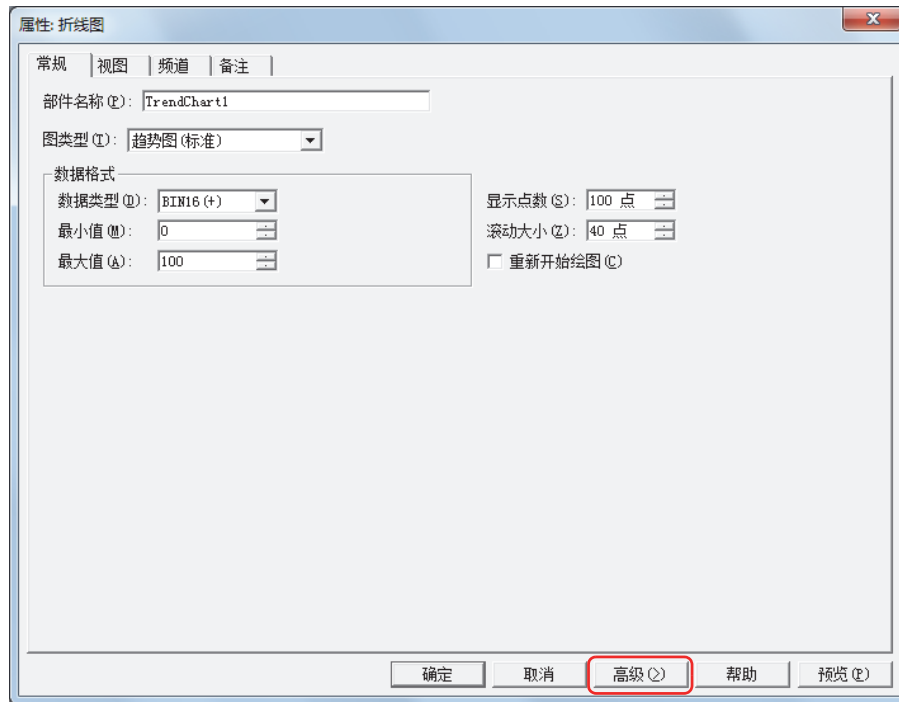 属性: 折线图
常规 视图 频道 备注
部件名称(P): TrendChart1
图类型(T): 趋势图(标准)
数据格式
数据类型(D): BIN16(+)
最小值(M): 0
最大值(A): 100
显示点数(S): 100 点
滚动大小(Z): 40 点
重新开始绘图(C)
确定 取消 高级(>) 帮助 预览(P)